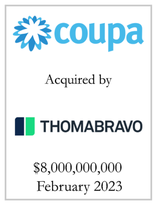 coupa
Acquired by
THOMABRAVO
$8,000,000,000
February 2023